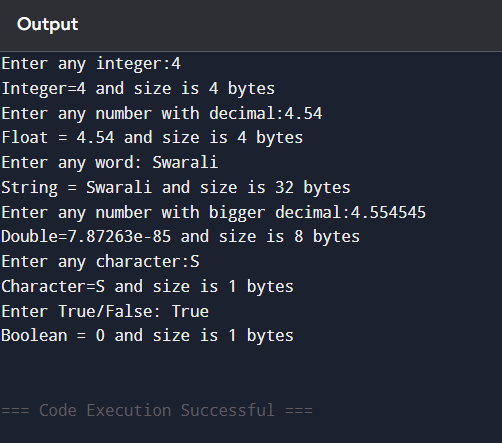 Output
Enter any integer:4
Integer=4 and size is 4 bytes
Enter any number with decimal:4.54
Float = 4.54 and size is 4 bytes
Enter any word: Swarali
String = Swarali and size is 32 bytes
Enter any number with bigger decimal:4.554545
Double=7.87263e-85 and size is 8 bytes
Enter any character:S
Character=S and size is 1 bytes
Enter True/False: True
Boolean = 0 and size is 1 bytes
=== Code Execution Successful ===